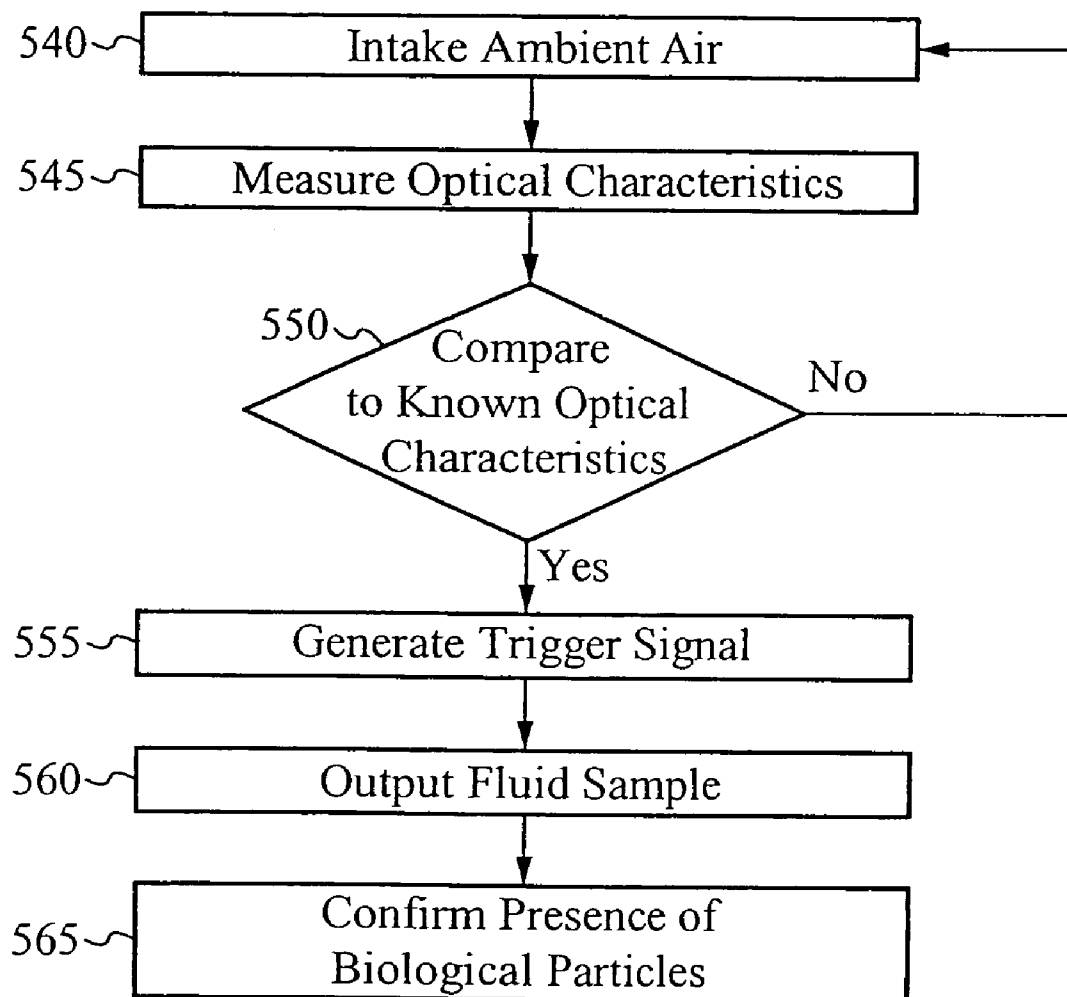 540
Intake Ambient Air
545
Measure Optical Characteristics
550
Compare
to Known Optical
Characteristics
No
Yes
555
Generate Trigger Signal
560
Output Fluid Sample
565
Confirm Presence of
Biological Particles